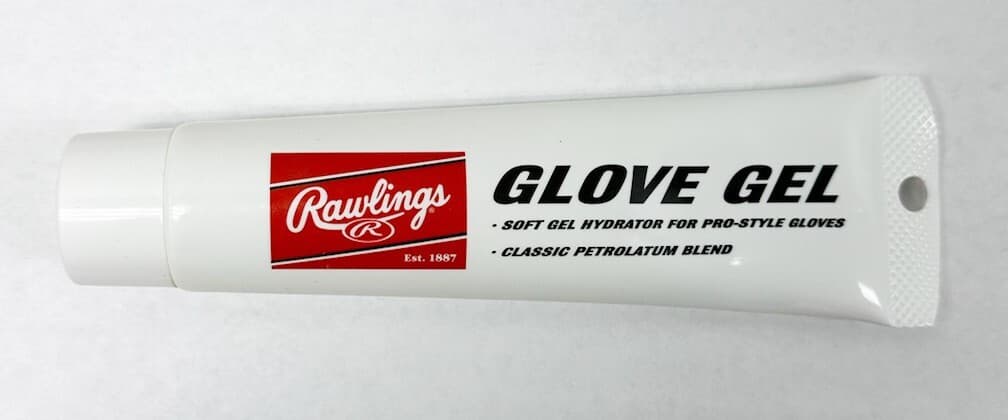 Rawlings®
R
Est. 1887
GLOVE GEL
· SOFT GEL HYDRATOR FOR PRO-STYLE GLOVES
· CLASSIC PETROLATUM BLEND